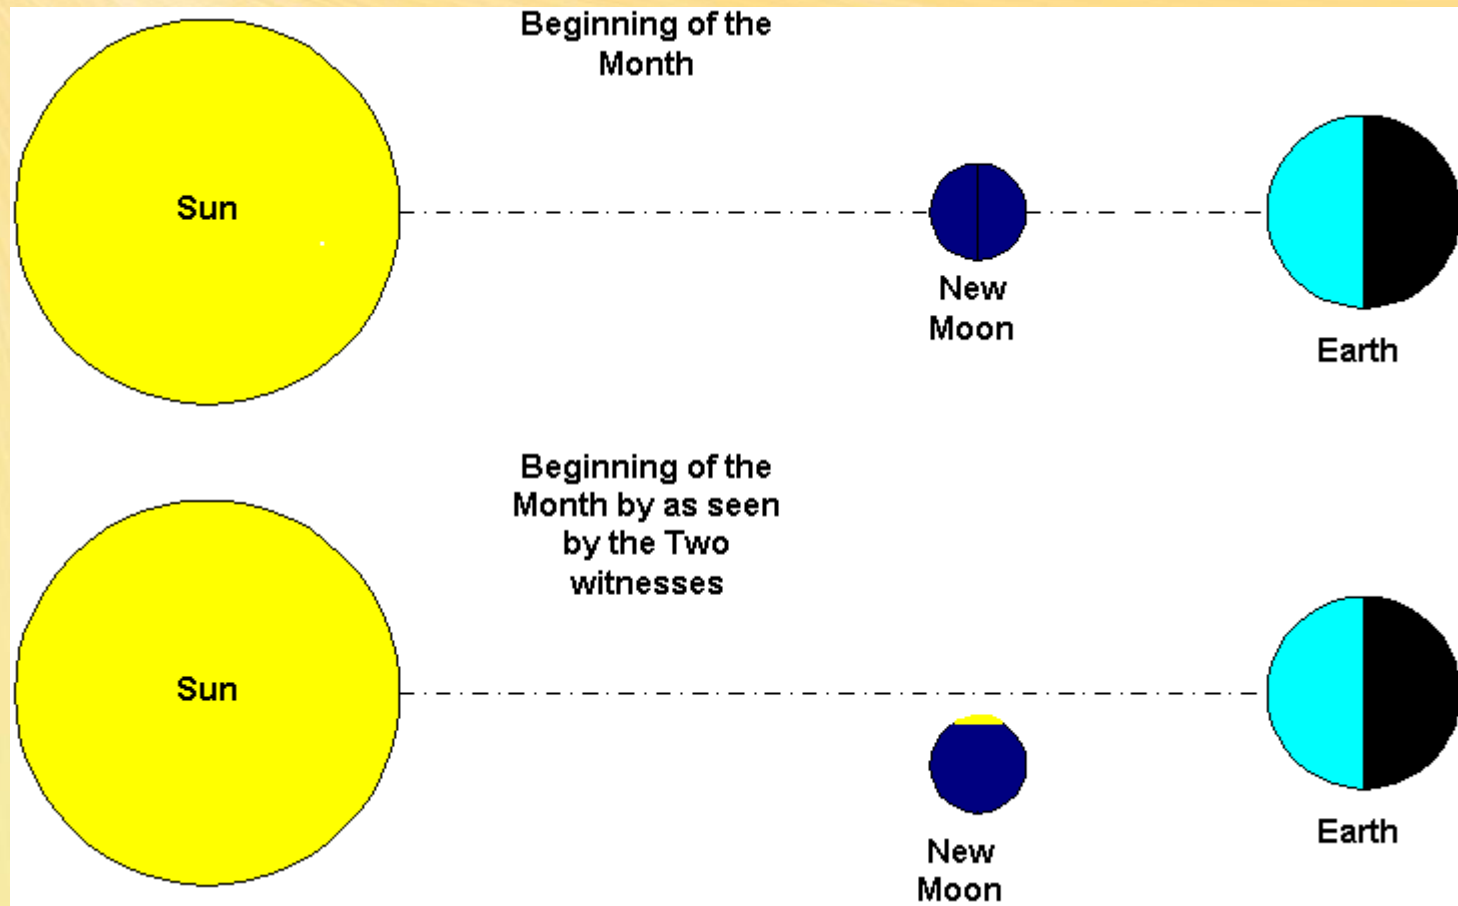 Beginning of the
Month
Sun
New
Moon
Earth
Beginning of the
Month by as seen
by the Two
witnesses
Sun
New
Moon
Earth